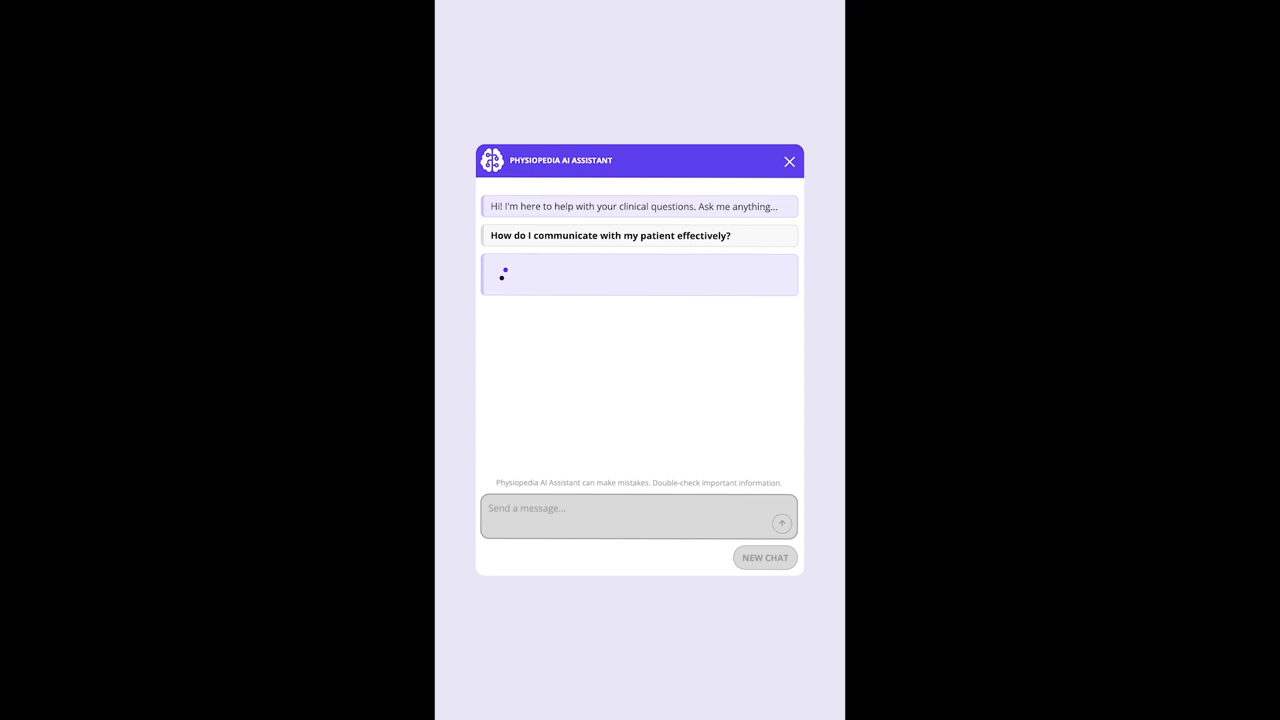 PHYSIOPEDIA AI ASSISTANT
Hi! I'm here to help with your clinical questions. Ask me anything...
How do I communicate with my patient effectively?
Physiopedia AI Assistant can make mistakes. Double-check important information.
Send a message...
NEW CHAT